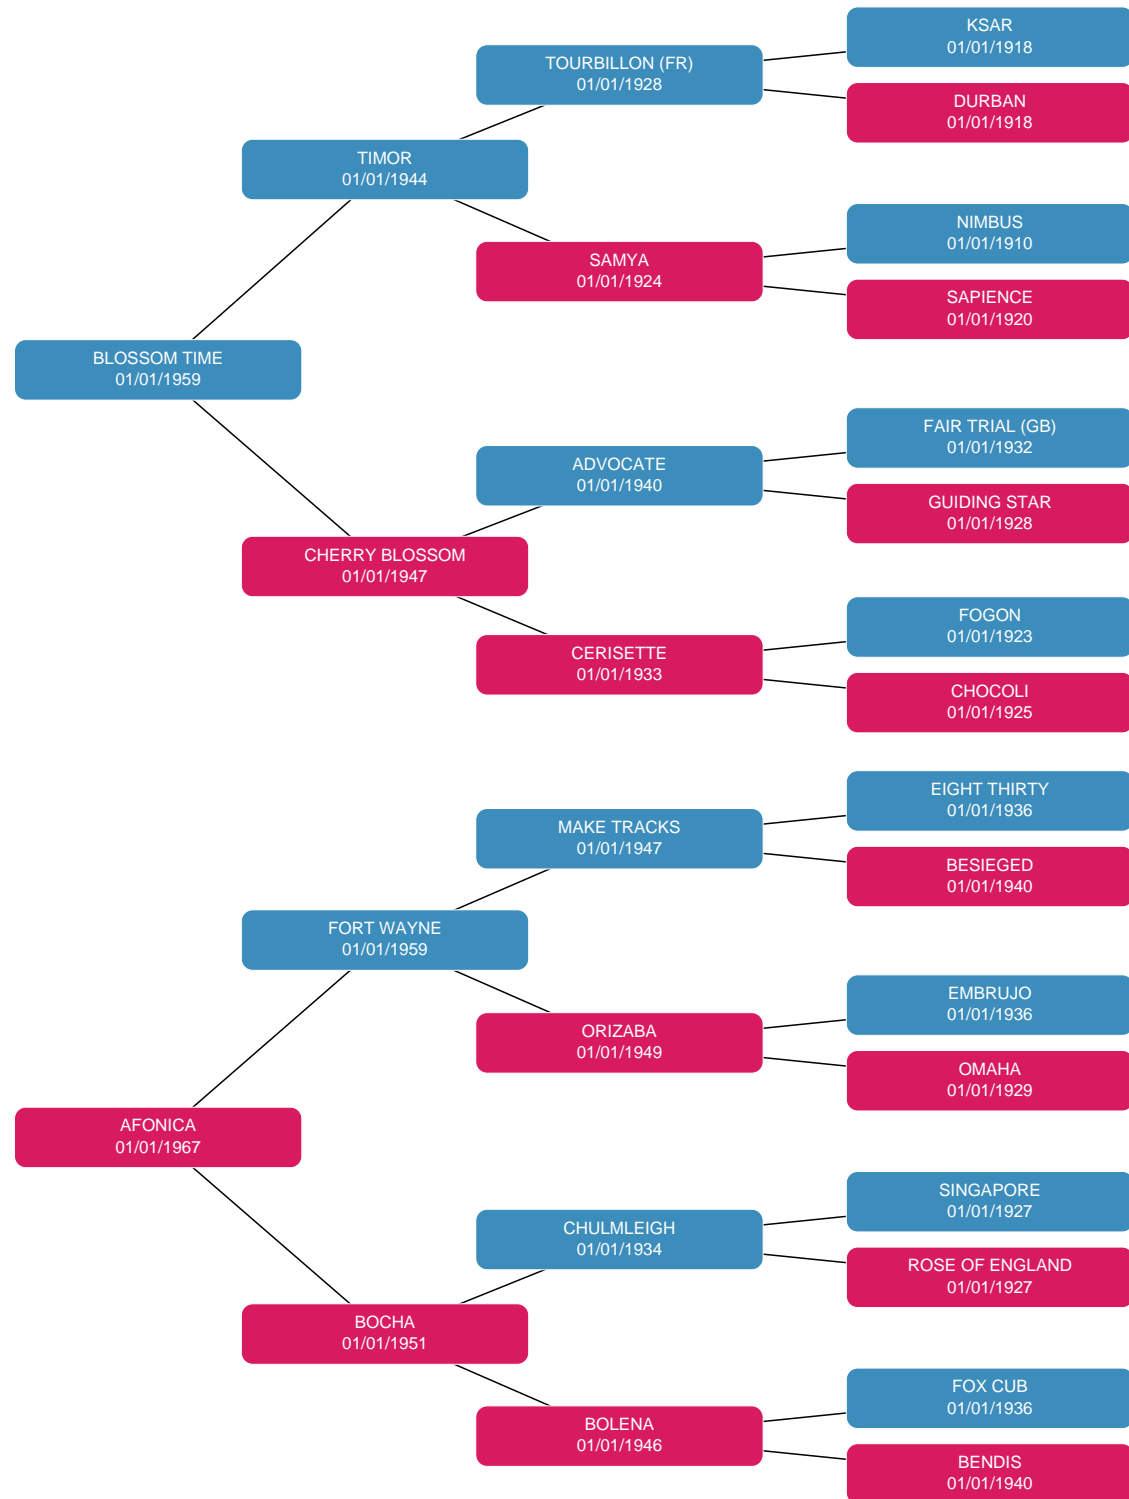 KSAR
01/01/1918
TOURBILLON (FR)
01/01/1928
DURBAN
01/01/1918
TIMOR
01/01/1944
NIMBUS
01/01/1910
SAMYA
01/01/1924
SAPIENCE
01/01/1920
BLOSSOM TIME
01/01/1959
FAIR TRIAL (GB)
01/01/1932
ADVOCATE
01/01/1940
GUIDING STAR
01/01/1928
CHERRY BLOSSOM
01/01/1947
FOGON
01/01/1923
CERISETTE
01/01/1933
CHOCOLI
01/01/1925
EIGHT THIRTY
01/01/1936
MAKE TRACKS
01/01/1947
BESIEGED
01/01/1940
FORT WAYNE
01/01/1959
EMBRUJO
01/01/1936
ORIZABA
01/01/1949
OMAHA
01/01/1929
AFONICA
01/01/1967
SINGAPORE
01/01/1927
CHULMLEIGH
01/01/1934
ROSE OF ENGLAND
01/01/1927
BOCHA
01/01/1951
FOX CUB
01/01/1936
BOLENA
01/01/1946
BENDIS
01/01/1940